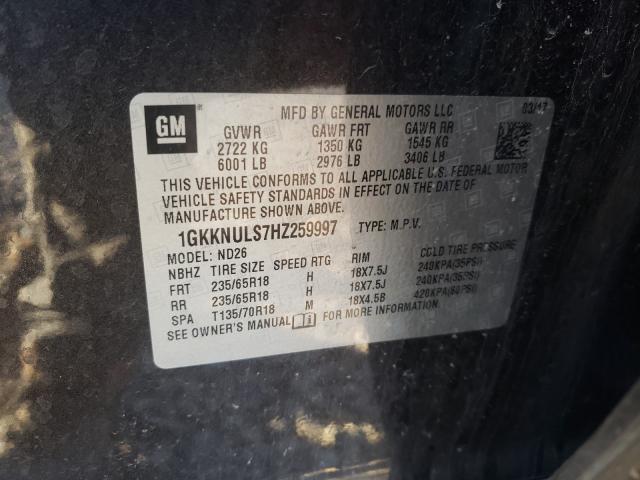 GM
MFD BY GENERAL MOTORS LLC 03/17
GVWR GAWR FRT GAWR RR
2722 KG 1350 KG 1545 KG
6001 LB 2976 LB 3406 LB
THIS VEHICLE CONFORMS TO ALL APPLICABLE U.S. FEDERAL MOTOR
VEHICLE SAFETY STANDARDS IN EFFECT ON THE DATE OF
MANUFACTURE SHOWN ABOVE.
1GKKNULS7HZ259997 TYPE: M.P.V.
MODEL: ND26
NBHZ TIRE SIZE SPEED RTG RIM COLD TIRE PRESSURE
FRT 235/65R18 H 18X7.5J 240KPA(35PSI)
RR 235/65R18 H 18X7.5J 240KPA(35PSI)
SPA T135/70R18 M 18X4.5B 420KPA(60PSI)
SEE OWNER'S MANUAL FOR MORE INFORMATION